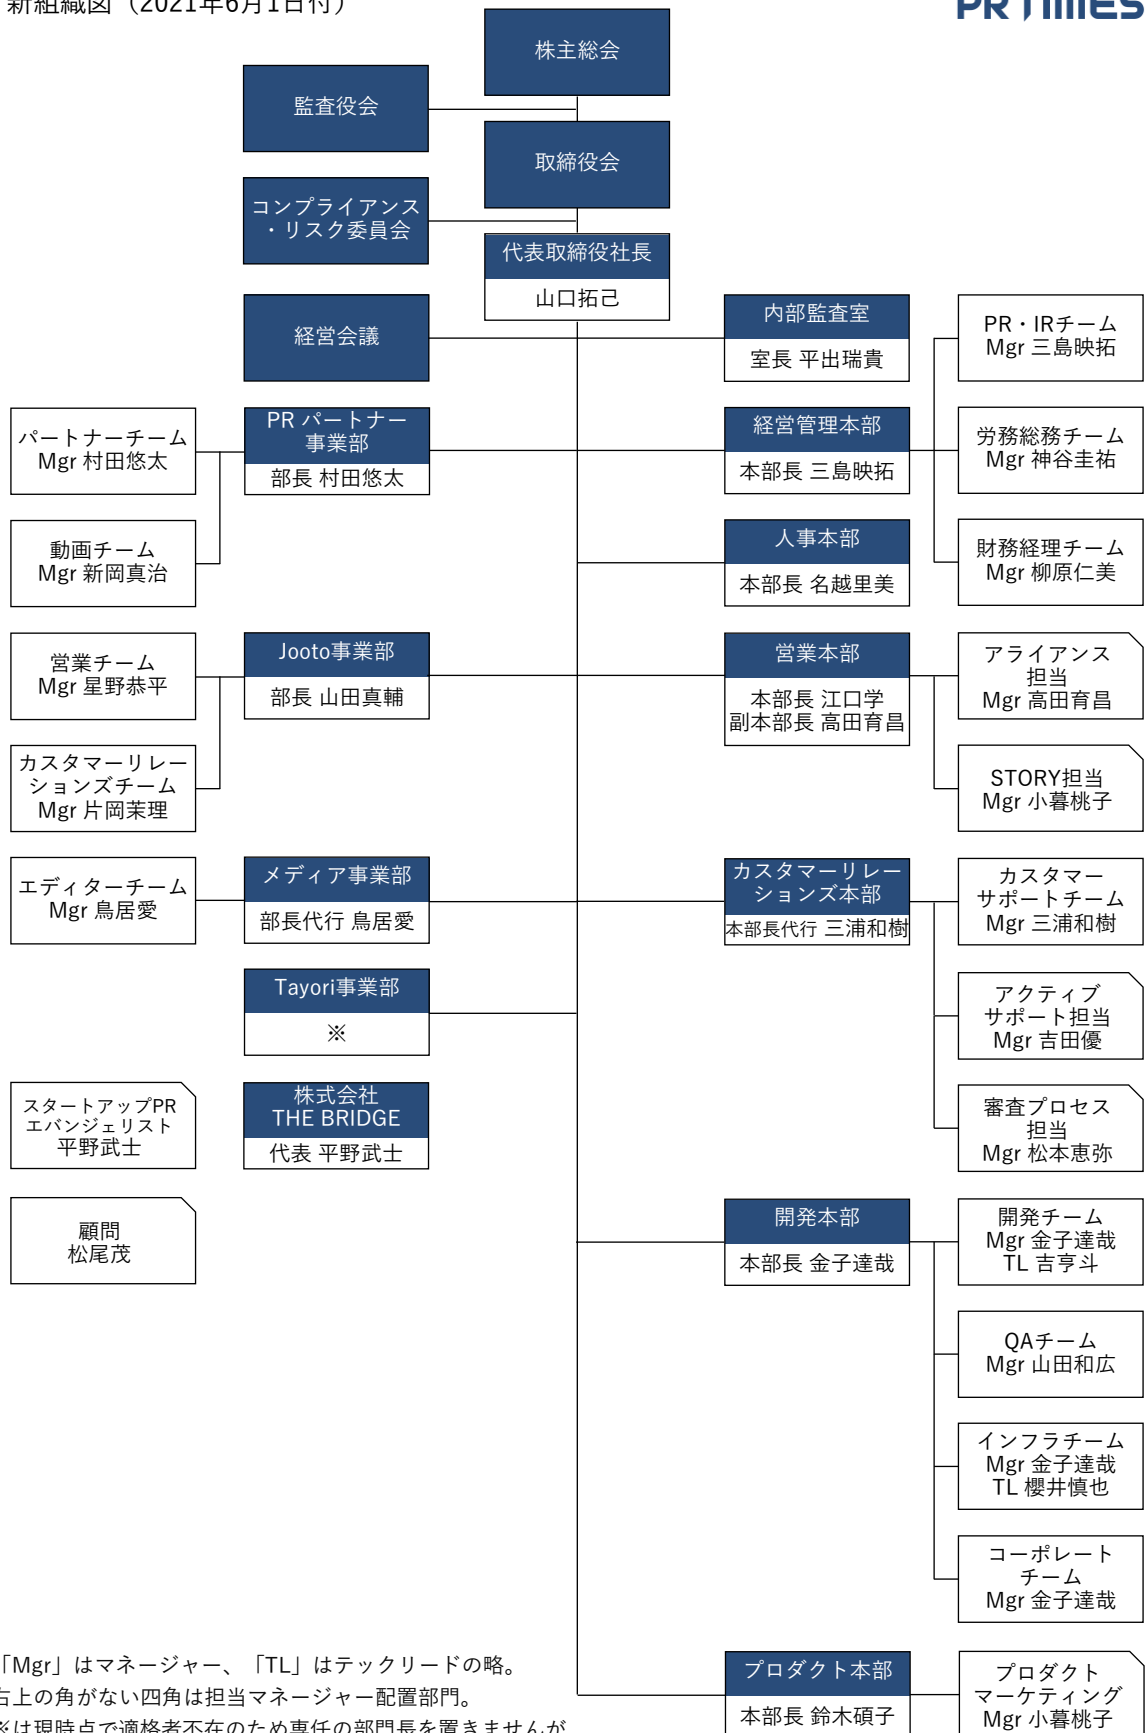 新組織図（2021年6月1日付）
PR TIMES
株主総会
監査役会
取締役会
コンプライアンス
・リスク委員会
代表取締役社長
山口拓己
経営会議
内部監査室
室長 平出瑞貴
PR・IRチーム
Mgr 三島映拓
パートナーチーム
Mgr 村田悠太
PR パートナー
事業部
部長 村田悠太
経営管理本部
本部長 三島映拓
労務総務チーム
Mgr 神谷圭祐
動画チーム
Mgr 新岡真治
人事本部
本部長 名越里美
財務経理チーム
Mgr 柳原仁美
営業チーム
Mgr 星野恭平
Jooto事業部
部長 山田真輔
営業本部
本部長 江口学
副本部長 高田育昌
アライアンス
担当
Mgr 高田育昌
カスタマーリレー
ションズチーム
Mgr 片岡茉理
STORY担当
Mgr 小暮桃子
エディターチーム
Mgr 鳥居愛
メディア事業部
部長代行 鳥居愛
カスタマーリレー
ションズ本部
本部長代行 三浦和樹
カスタマー
サポートチーム
Mgr 三浦和樹
Tayori事業部
※
アクティブ
サポート担当
Mgr 吉田優
スタートアップPR
エバンジェリスト
平野武士
株式会社
THE BRIDGE
代表 平野武士
審査プロセス
担当
Mgr 松本恵弥
顧問
松尾茂
開発本部
本部長 金子達哉
開発チーム
Mgr 金子達哉
TL 吉亨斗
QAチーム
Mgr 山田和広
インフラチーム
Mgr 金子達哉
TL 櫻井慎也
コーポレート
チーム
Mgr 金子達哉
「Mgr」はマネージャー、「TL」はテックリードの略。
右上の角がない四角は担当マネージャー配置部門。
※は現時点で適格者不在のため専任の部門長を置きませんが
プロダクト本部
本部長 鈴木碩子
プロダクト
マーケティング
Mgr 小暮桃子